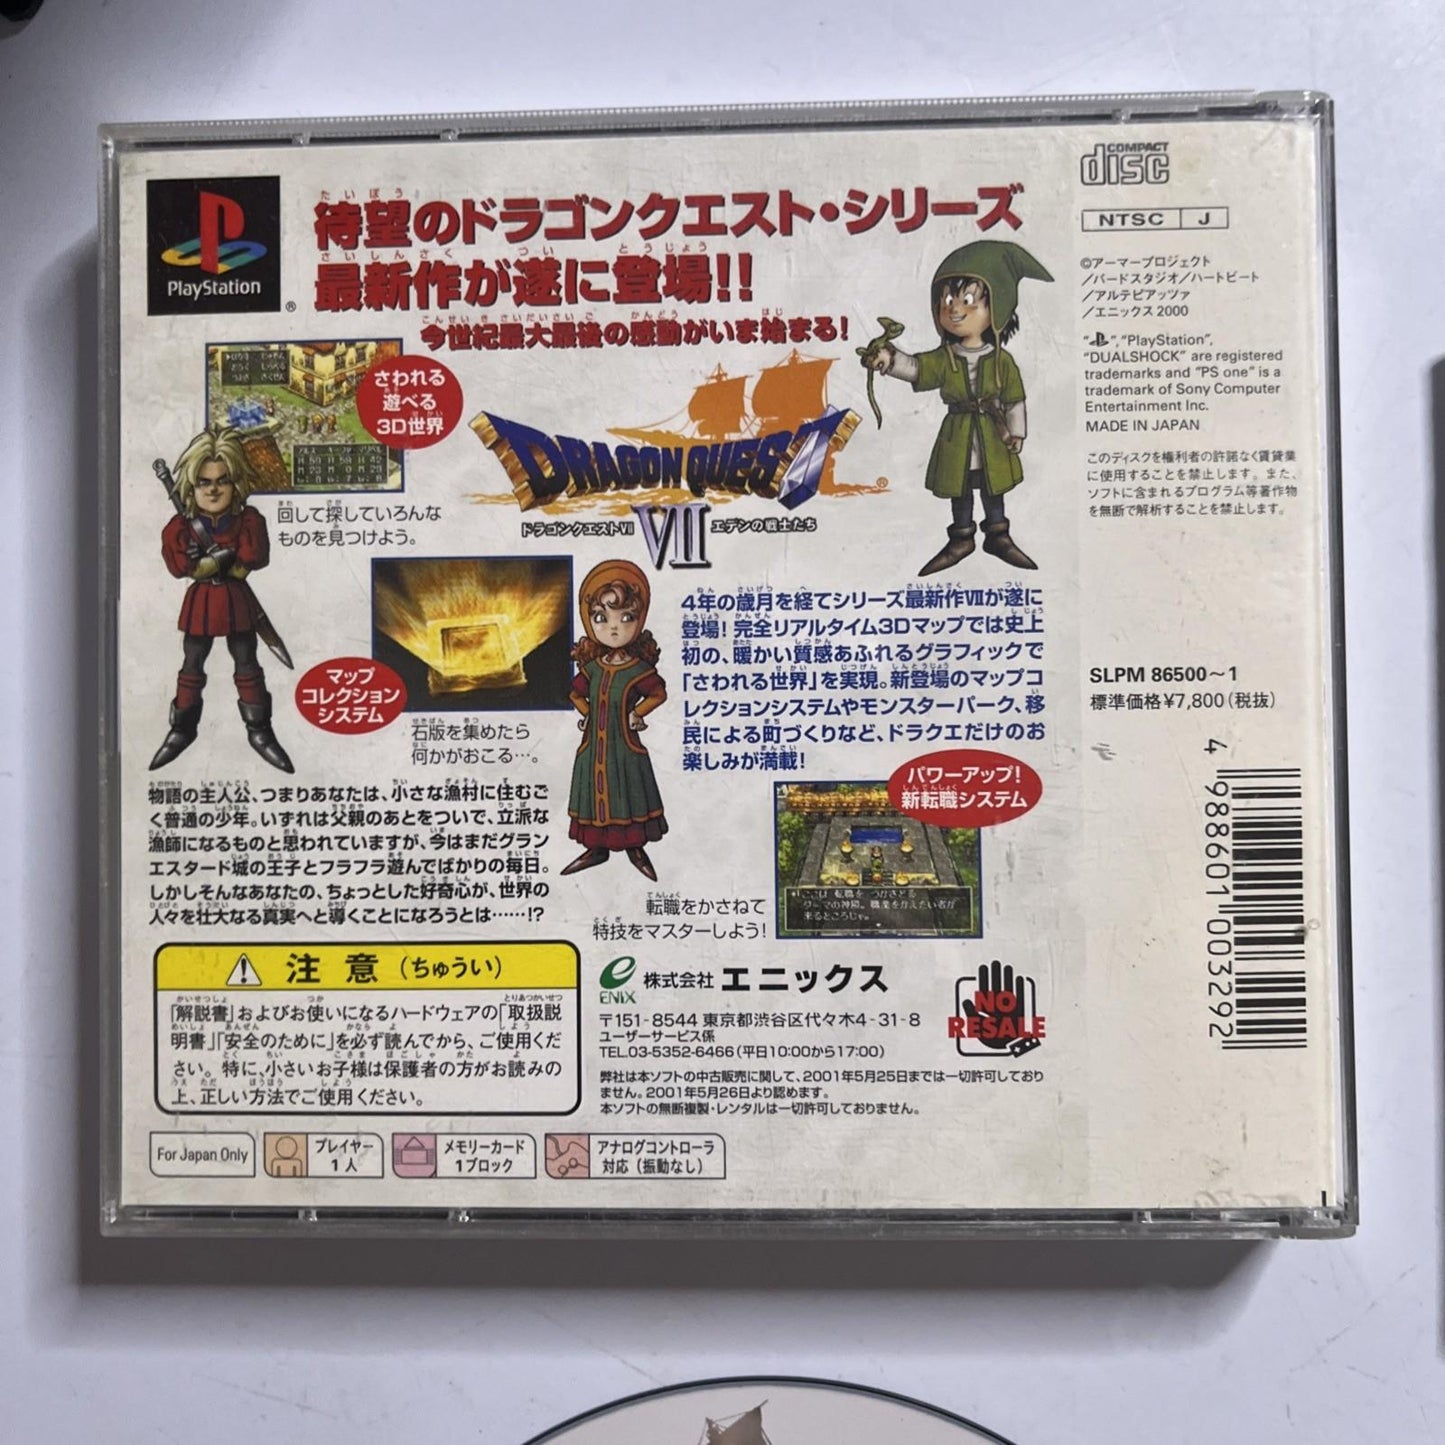 PlayStation
®
待望のドラゴンクエスト・シリーズ
最新作が遂に登場!!
今世紀最大最後の感動がいま始まる!
さわれる
遊べる
3D世界
回して探していろんな
ものを見つけよう。
DRAGON QUEST
®
ドラゴンクエストⅦ
Ⅶ
エデンの戦士たち
マップ
コレクション
システム
石版を集めたら
何かがおこる…。
4年の歳月を経てシリーズ最新作Ⅶが遂に
登場!完全リアルタイム3Dマップでは史上
初の、暖かい質感あふれるグラフィックで
「さわれる世界」を実現。新登場のマップコ
レクションシステムやモンスターパーク、移
民による町づくりなど、ドラクエだけのお
楽しみが満載!
物語の主人公、つまりあなたは、小さな漁村に住むご
く普通の少年。いずれは父親のあとをついで、立派な
漁師になるものと思われていますが、今はまだグラン
エスタード城の王子とフラフラ遊んでばかりの毎日。
しかしそんなあなたの、ちょっとした好奇心が、世界の
人々を壮大なる真実へと導くことになろうとは……!?
パワーアップ!
新転職システム
ここは 転職を つかさどる
ダーマの神殿。職業をかえたい者が
来るところじゃ。
転職をかさねて
特技をマスターしよう!
注意(ちゅうい)
「解説書」およびお使いになるハードウェアの「取扱説
明書」「安全のために」を必ず読んでから、ご使用くだ
さい。特に、小さいお子様は保護者の方がお読みの
上、正しい方法でご使用ください。
ENIX
株式会社 エニックス
〒151-8544 東京都渋谷区代々木4-31-8
ユーザーサービス係
TEL.03-5352-6466(平日10:00から17:00)
弊社は本ソフトの中古販売に関して、2001年5月25日までは一切許可しており
ません。2001年5月26日より認めます。
本ソフトの無断複製・レンタルは一切許可しておりません。
NO
RESALE
For Japan Only
プレイヤー
1人
メモリーカード
1ブロック
アナログコントローラ
対応(振動なし)
COMPACT
disc
NTSC J
©アーマープロジェクト
/バードスタジオ/ハートビート
/アルテピアッツァ
/エニックス 2000
" ", "PlayStation",
"DUALSHOCK" are registered
trademarks and "PS one" is a
trademark of Sony Computer
Entertainment Inc.
MADE IN JAPAN
このディスクを権利者の許諾なく賃貸業
に使用することを禁止します。また、
ソフトに含まれるプログラム等著作物
を無断で解析することを禁止します。
SLPM 86500~1
標準価格¥7,800(税抜)
4 988601 003292